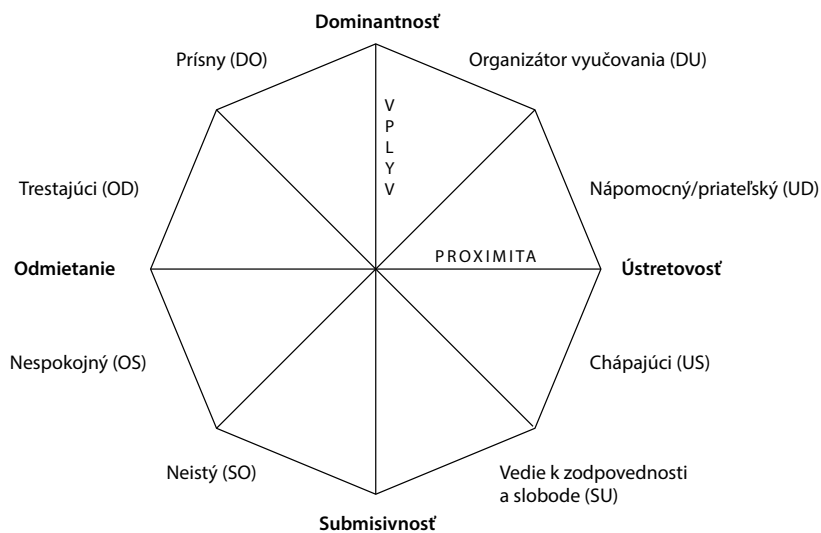 Dominantnosť
Prísny (DO)
Organizátor vyučovania (DU)
V
P
L
Y
V
Trestajúci (OD)
Nápomocný/priateľský (UD)
PROXIMITA
Odmietanie
Ústretovosť
Nespokojný (OS)
Chápajúci (US)
Neistý (SO)
Vedie k zodpovednosti
a slobode (SU)
Submisivnosť